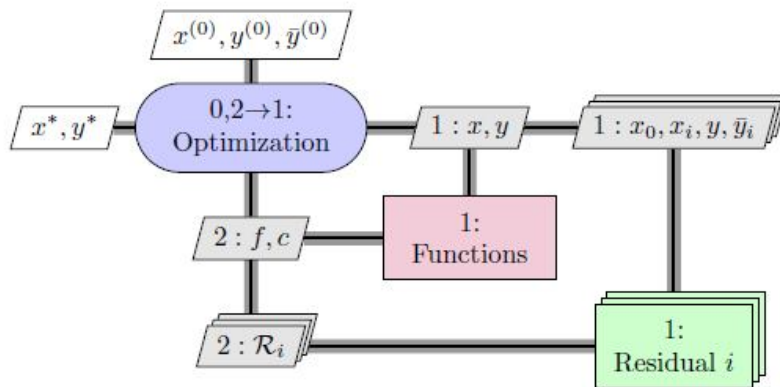 x^{(0)}, y^{(0)}, \bar{y}^{(0)}
x*, y*
0,2→1:
Optimization
1 : x, y
1 : x_0, x_i, y, \bar{y}_i
2 : f, c
1:
Functions
2 : \mathcal{R}_i
1:
Residual i